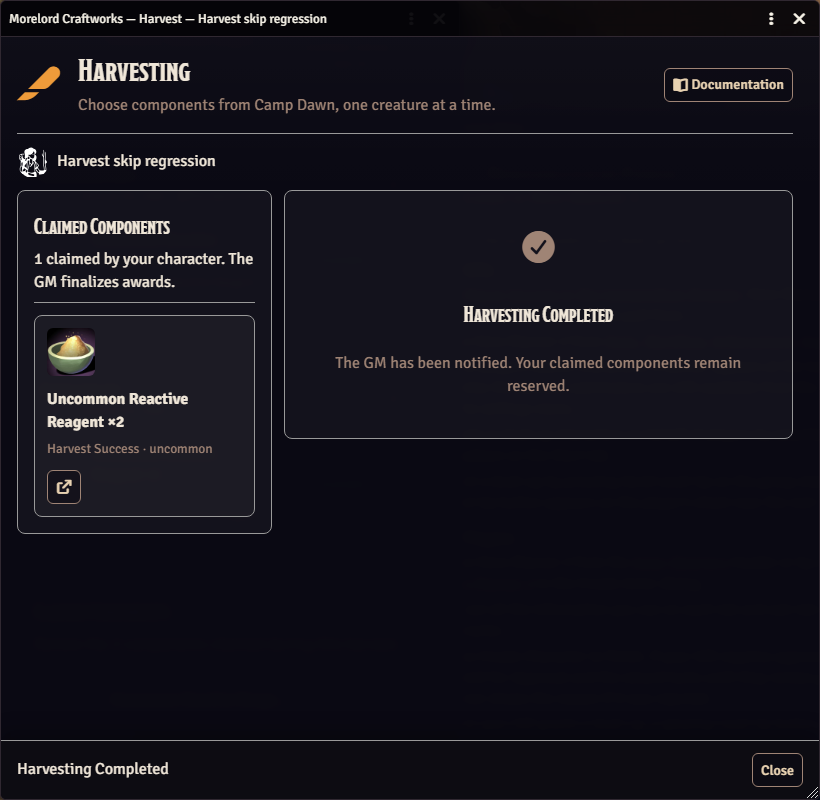 Morelord Craftworks — Harvest — Harvest skip regression
Harvesting
Choose components from Camp Dawn, one creature at a time.
Documentation
Harvest skip regression
Claimed Components
1 claimed by your character. The
GM finalizes awards.
Uncommon Reactive
Reagent ×2
Harvest Success · uncommon
Harvesting Completed
The GM has been notified. Your claimed components remain
reserved.
Harvesting Completed
Close